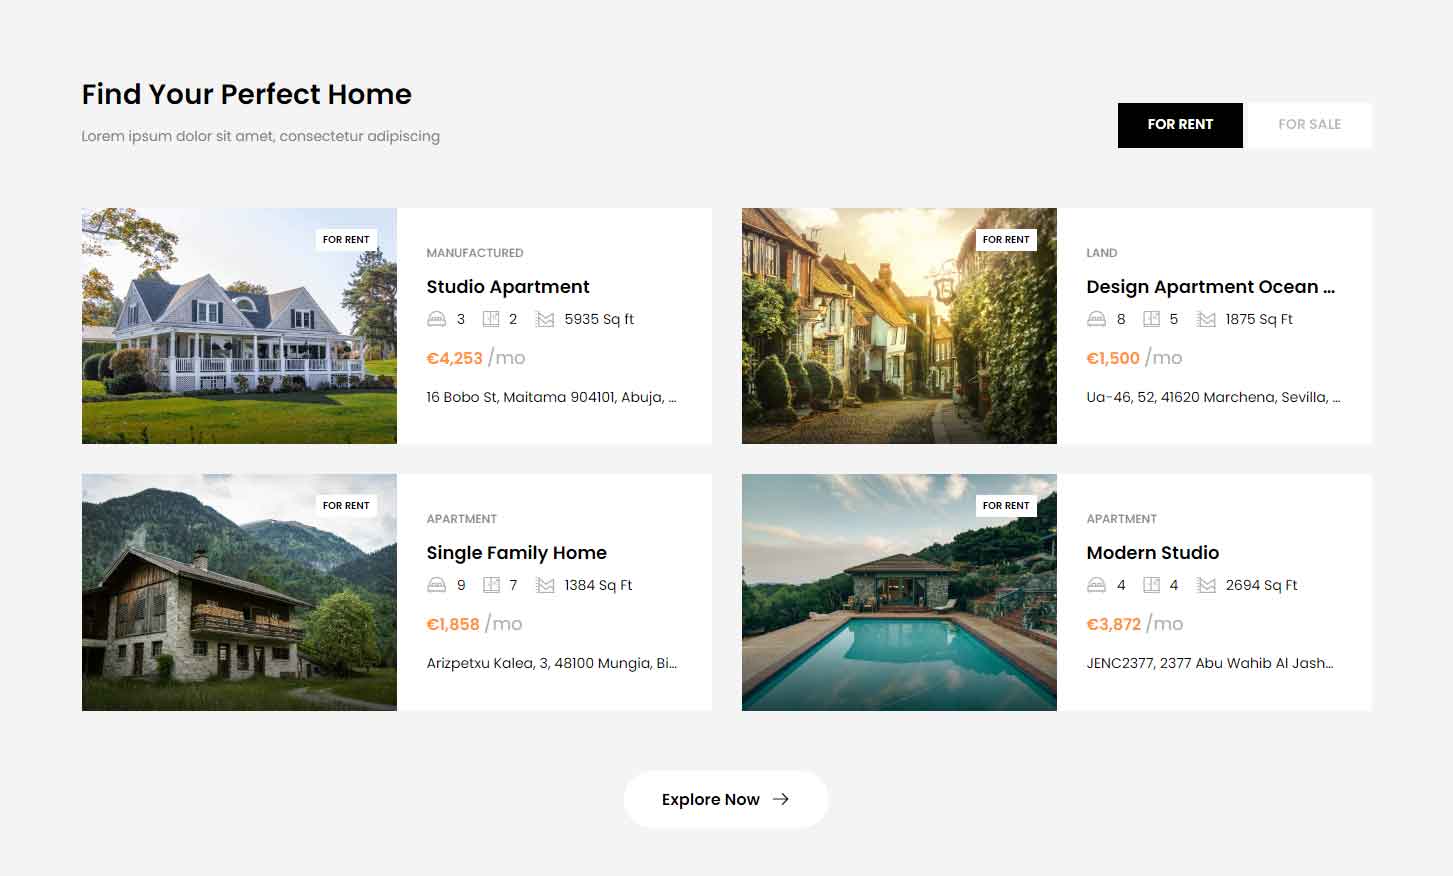 Find Your Perfect Home
Lorem ipsum dolor sit amet, consectetur adipiscing
FOR RENT
FOR SALE
FOR RENT
MANUFACTURED
Studio Apartment
3 2 5935 Sq ft
€4,253 /mo
16 Bobo St, Maitama 904101, Abuja, ...
FOR RENT
LAND
Design Apartment Ocean ...
8 5 1875 Sq Ft
€1,500 /mo
Ua-46, 52, 41620 Marchena, Sevilla, ...
FOR RENT
APARTMENT
Single Family Home
9 7 1384 Sq Ft
€1,858 /mo
Arizpetxu Kalea, 3, 48100 Mungia, Bi...
FOR RENT
APARTMENT
Modern Studio
4 4 2694 Sq Ft
€3,872 /mo
JENC2377, 2377 Abu Wahib Al Jash...
Explore Now →